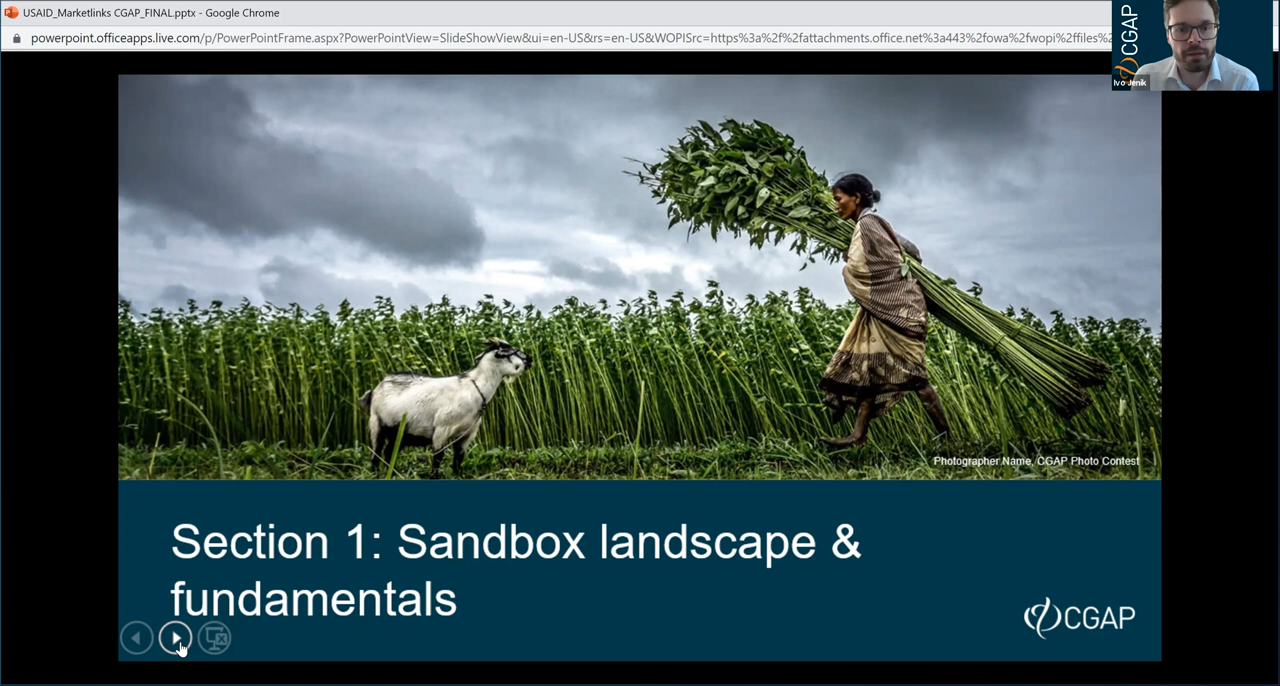 USAID_Marketlinks CGAP_FINAL.pptx - Google Chrome
powerpoint.officeapps.live.com/p/PowerPointFrame.aspx?PowerPointView=SlideShowView&ui=en-US&rs=en-US&WOPISrc=https%3a%2f%2fattachments.office.net%3a443%2fowa%2fwopi%2ffiles%2
CGAP
Ivo Jenik
Photographer Name, CGAP Photo Contest
Section 1: Sandbox landscape &
fundamentals
CGAP